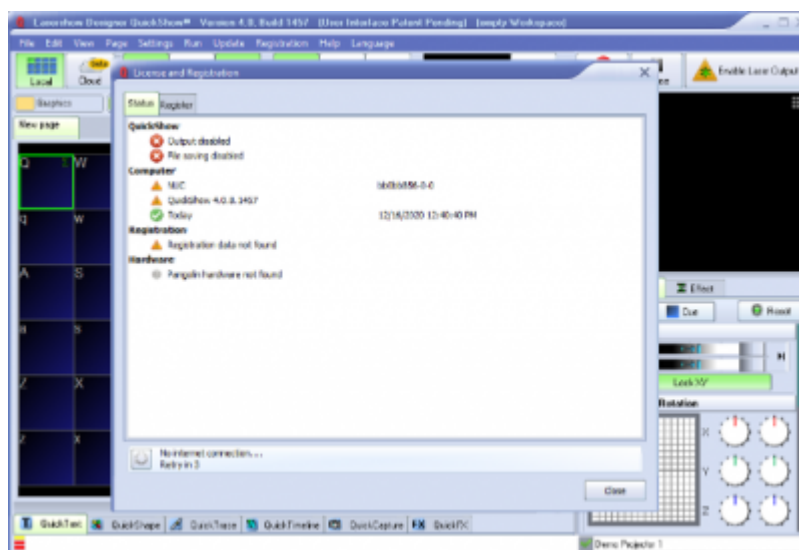 Lasershow Designer QuickShow® Version 4.0, Build 1457 (User Interface Patent Pending) (empty Workspace)
File Edit View Page Settings Run Update Registration Help Language
Local Cloud beta
License and Registration
Enable Laser Output
Graphics
Status Register
New page
QuickShow
Output disabled
File saving disabled
Computer
NUC
QuickShow 4.0.0.1457
Today 12/16/2020 12:40:40 PM
Registration
Registration data not found
Hardware
Pangolin hardware not found
Q W
q w
A S
a s
Z X
z x
Effect
Cue Reset
Lock XY
Rotation
X
Y
Z
No internet connection....
Retry in 3
Close
QuickText QuickShape QuickTrace QuickTimeline QuickCapture QuickFX
Demo Projector 1